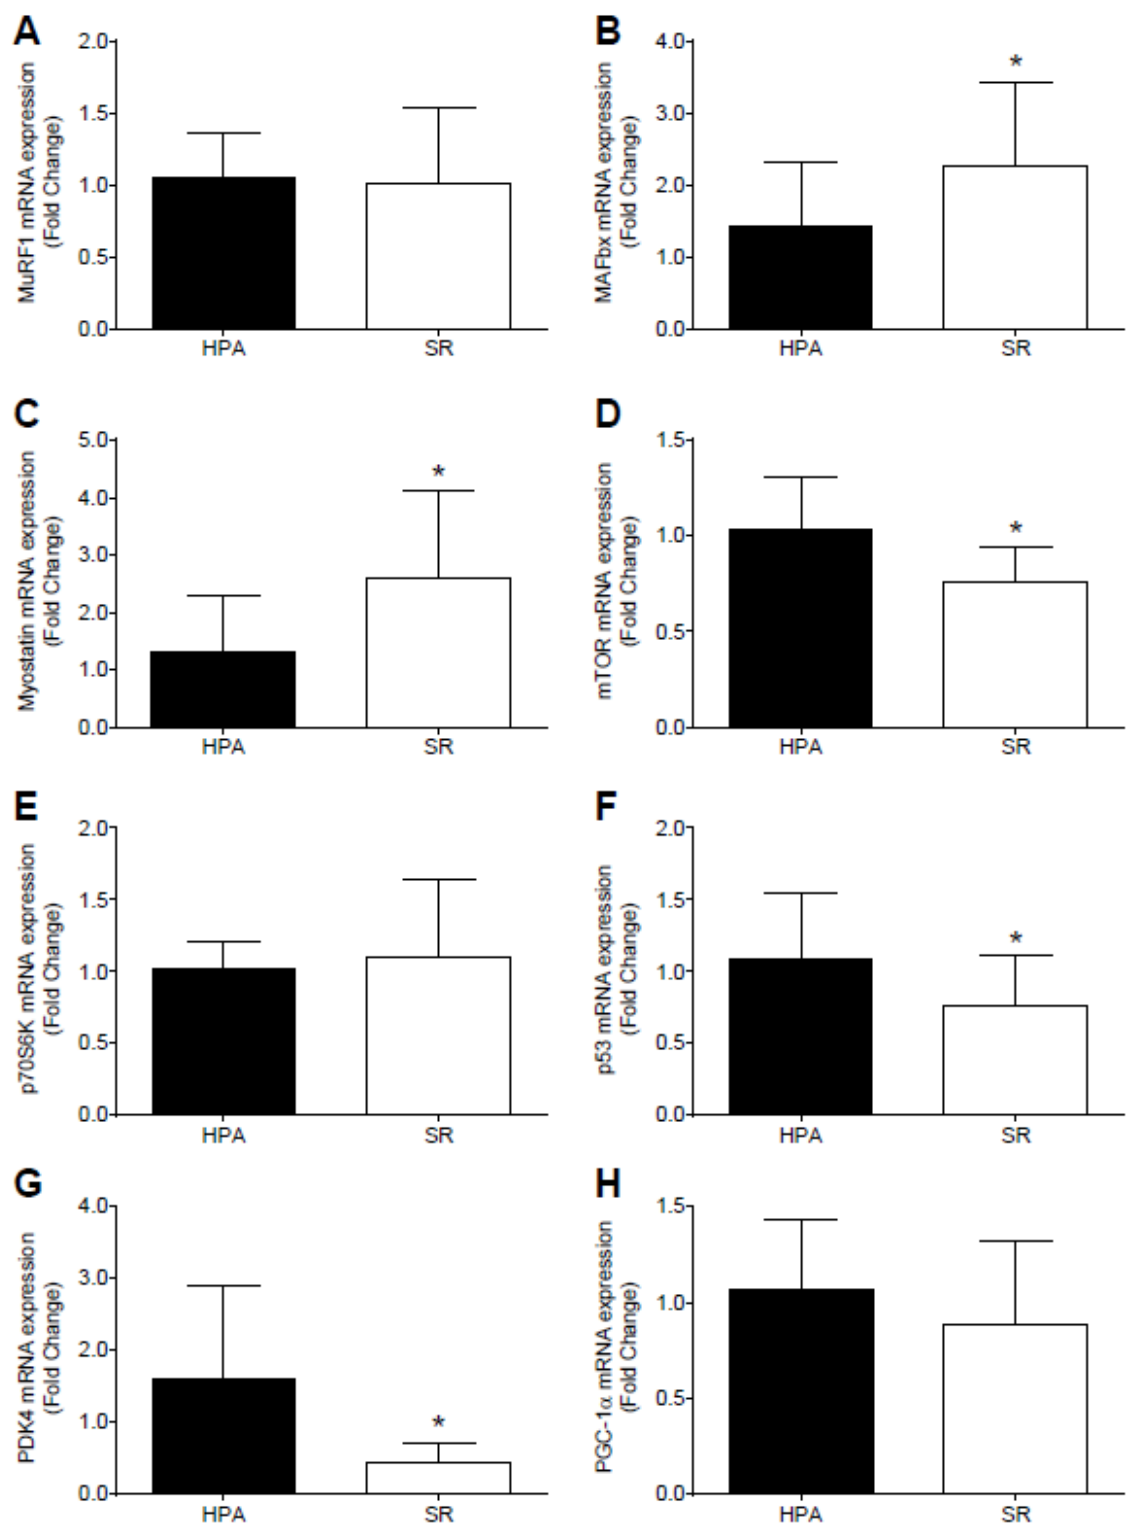 A
MuRF1 mRNA expression
(Fold Change)
2.0
1.5
1.0
0.5
0.0
HPA SR
B
MAFbx mRNA expression
(Fold Change)
4.0
3.0
2.0
1.0
0.0
*
HPA SR
C
Myostatin mRNA expression
(Fold Change)
5.0
4.0
3.0
2.0
1.0
0.0
*
HPA SR
D
mTOR mRNA expression
(Fold Change)
1.5
1.0
0.5
0.0
*
HPA SR
E
p70S6K mRNA expression
(Fold Change)
2.0
1.5
1.0
0.5
0.0
HPA SR
F
p53 mRNA expression
(Fold Change)
2.0
1.5
1.0
0.5
0.0
*
HPA SR
G
PDK4 mRNA expression
(Fold Change)
4.0
3.0
2.0
1.0
0.0
*
HPA SR
H
PGC-1α mRNA expression
(Fold Change)
1.5
1.0
0.5
0.0
HPA SR